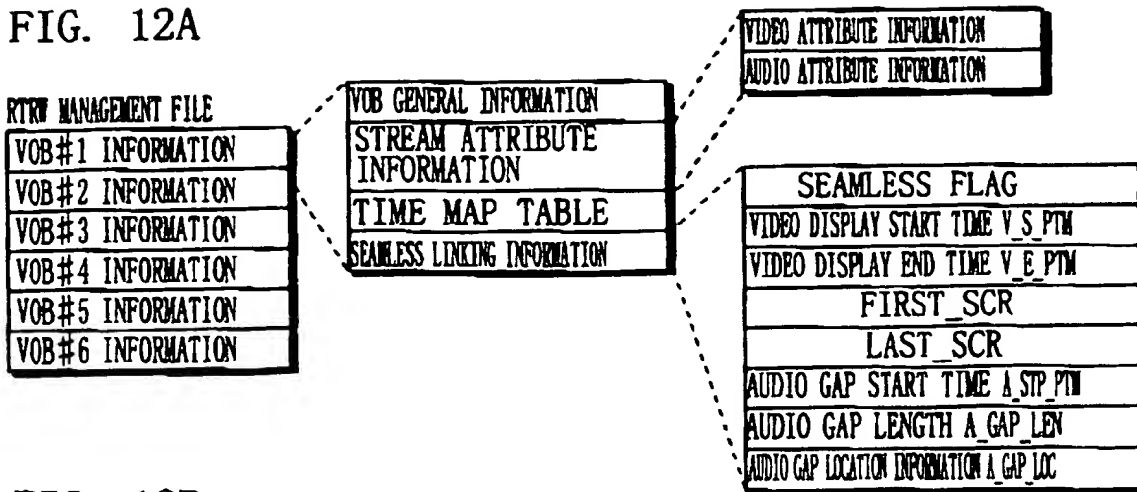 FIG. 12A
RTRW MANAGEMENT FILE
VOB#1 INFORMATION
VOB#2 INFORMATION
VOB#3 INFORMATION
VOB#4 INFORMATION
VOB#5 INFORMATION
VOB#6 INFORMATION
VOB GENERAL INFORMATION
STREAM ATTRIBUTE
INFORMATION
TIME MAP TABLE
SEAMLESS LINKING INFORMATION
VIDEO ATTRIBUTE INFORMATION
AUDIO ATTRIBUTE INFORMATION
SEAMLESS FLAG
VIDEO DISPLAY START TIME V_S_PTM
VIDEO DISPLAY END TIME V_E_PTM
FIRST_SCR
LAST_SCR
AUDIO GAP START TIME A_STP_PTM
AUDIO GAP LENGTH A_GAP_LEN
AUDIO GAP LOCATION INFORMATION A_GAP_LOC